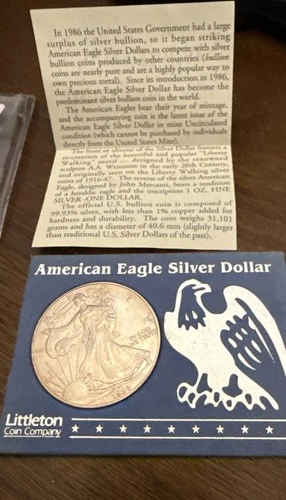 In 1986 the United States Government had a large
surplus of silver bullion, so it began striking
American Eagle Silver Dollars to compete with silver
bullion coins produced by other countries (bullion
coins are nearly pure and are a highly popular way to
own precious metal). Since its introduction in 1986,
the American Eagle Silver Dollar has become the
predominant silver bullion coin in the world.
The American Eagles bear their year of mintage,
and the accompanying coin is the latest issue of the
American Eagle Silver Dollar in mint Uncirculated
condition (which cannot be purchased by individuals
directly from the United States Mint).
The front or obverse of the Silver Dollar features a
re-creation of the beautiful and popular "Liberty
Walking" motif — designed by the renowned
sculptor A.A. Weinman in the 20th Century,
and originally seen on the Liberty Walking silver
coins of 1916-47. The reverse of the silver American
Eagle, designed by John Mercanti, bears a rendition
of a heraldic eagle and the inscription 1 OZ. FINE
SILVER -ONE DOLLAR.
The official U.S. bullion coin is composed of
99.93% silver, with less than 1% copper added for
hardness and durability. The coin weighs 31.101
grams and has a diameter of 40.6 mm (slightly larger
than traditional U.S. Silver Dollars of the past).
American Eagle Silver Dollar
IN GOD
WE TRUST
Littleton
Coin Company